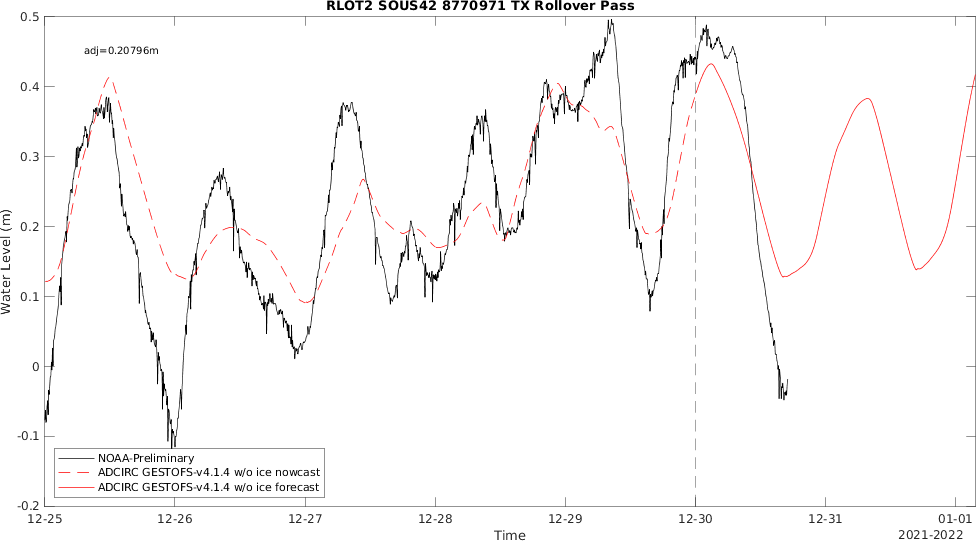 RLOT2 SOUS42 8770971 TX Rollover Pass
adj=0.20796m
0.5
0.4
0.3
0.2
0.1
0
-0.1
-0.2
Water Level (m)
NOAA-Preliminary
ADCIRC GESTOFS-v4.1.4 w/o ice nowcast
ADCIRC GESTOFS-v4.1.4 w/o ice forecast
12-25 12-26 12-27 12-28 12-29 12-30 12-31 01-01
Time
2021-2022